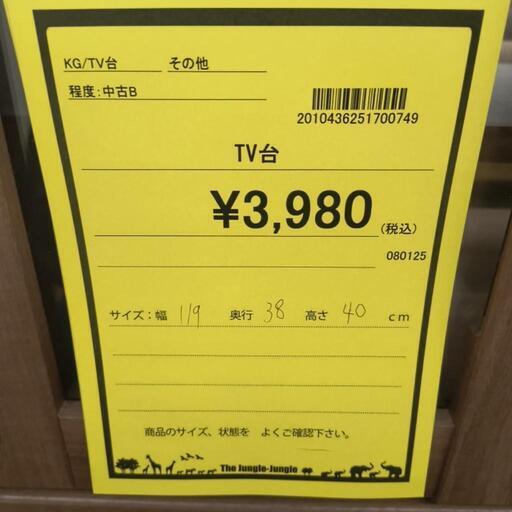 KG/TV台 その他
程度:中古B
2010436251700749
TV台
¥3,980(税込)
080125
サイズ:幅 119 奥行 38 高さ 40 cm
商品のサイズ、状態を よくご確認下さい。
The Jungle-Jungle